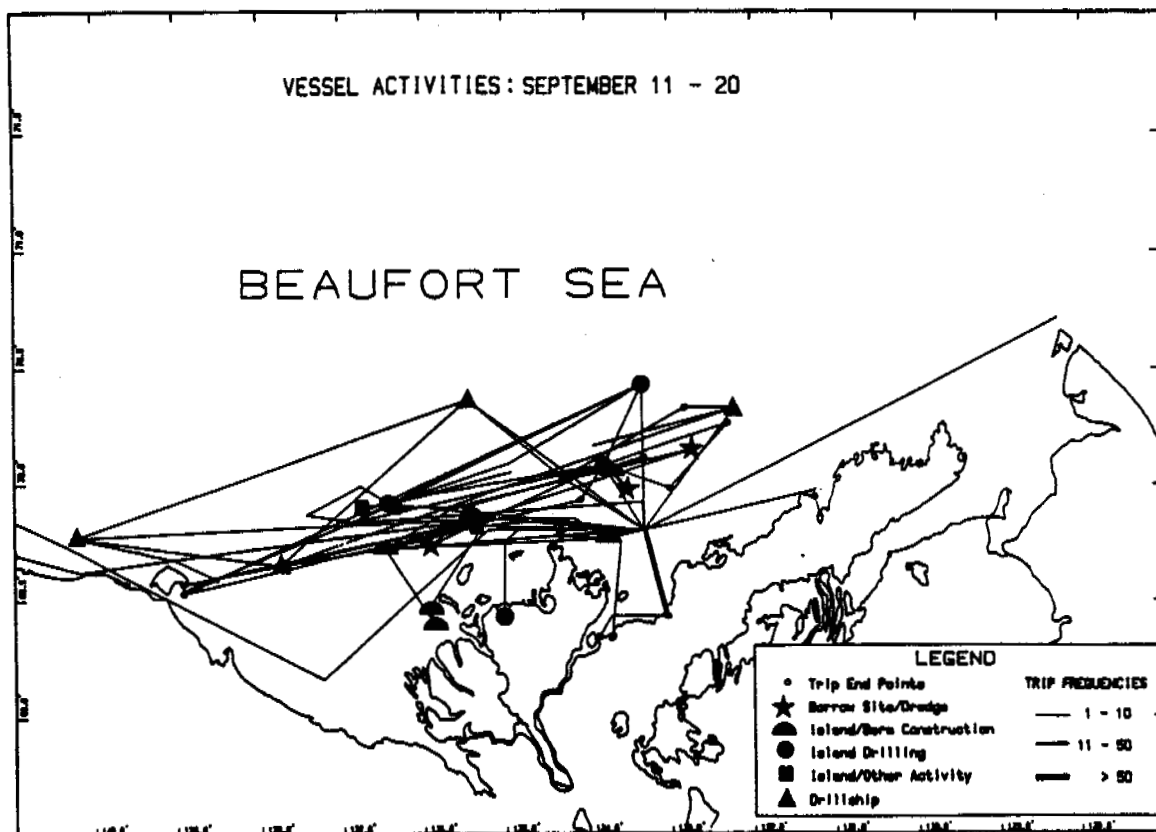 VESSEL ACTIVITIES: SEPTEMBER 11 - 20
BEAUFORT SEA
LEGEND
Trip End Points
Borrow Site/Dredge
Island/Berm Construction
Island Drilling
Island/Other Activity
Drillship
TRIP FREQUENCIES
1 - 10
11 - 50
> 50